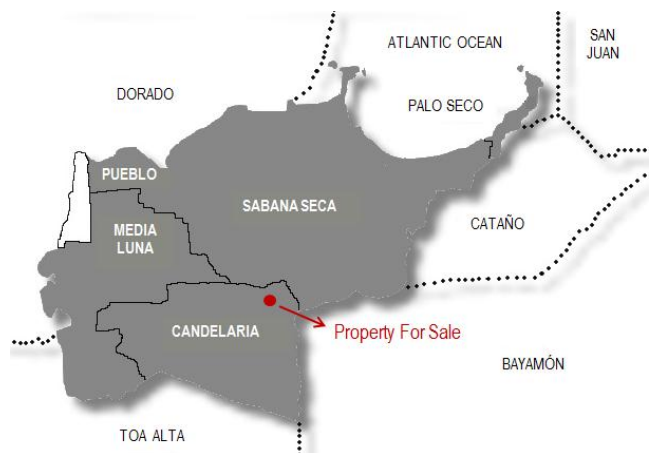 ATLANTIC OCEAN
SAN
JUAN
DORADO
PALO SECO
PUEBLO
SABANA SECA
MEDIA
LUNA
CATAÑO
CANDELARIA
Property For Sale
BAYAMÓN
TOA ALTA